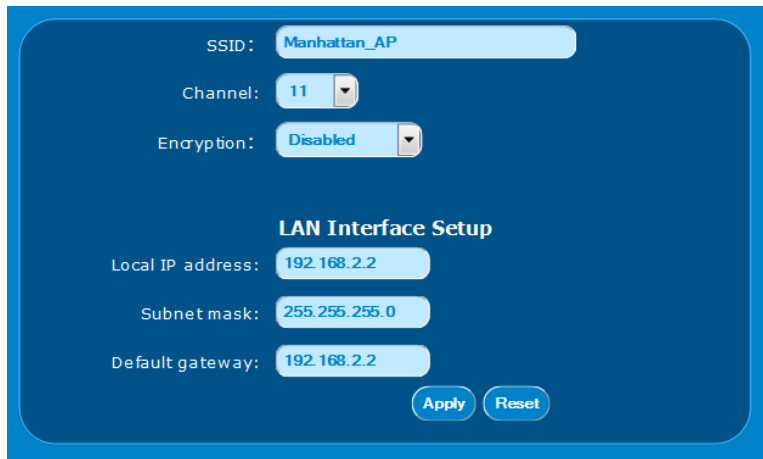 SSID: Manhattan_AP
Channel: 11
Encryption: Disabled
LAN Interface Setup
Local IP address: 192.168.2.2
Subnet mask: 255.255.255.0
Default gateway: 192.168.2.2
Apply Reset